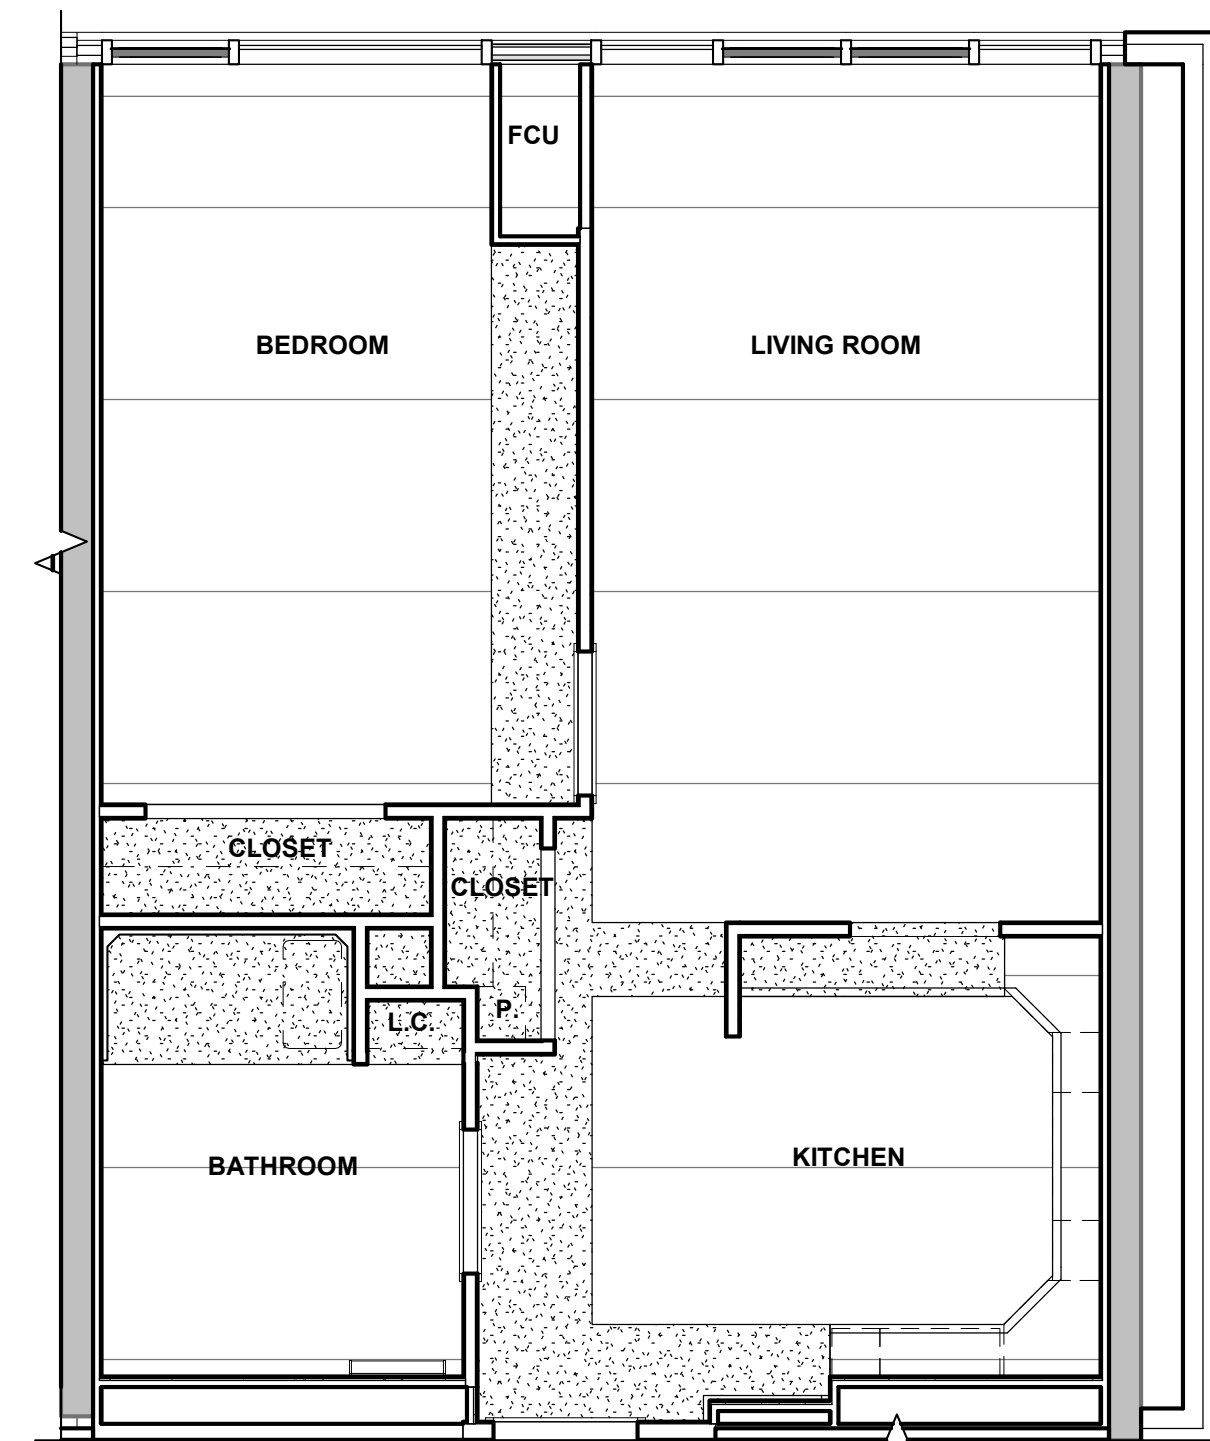 FCU
BEDROOM
LIVING ROOM
CLOSET
CLOSET
P.
L.C.
KITCHEN
BATHROOM